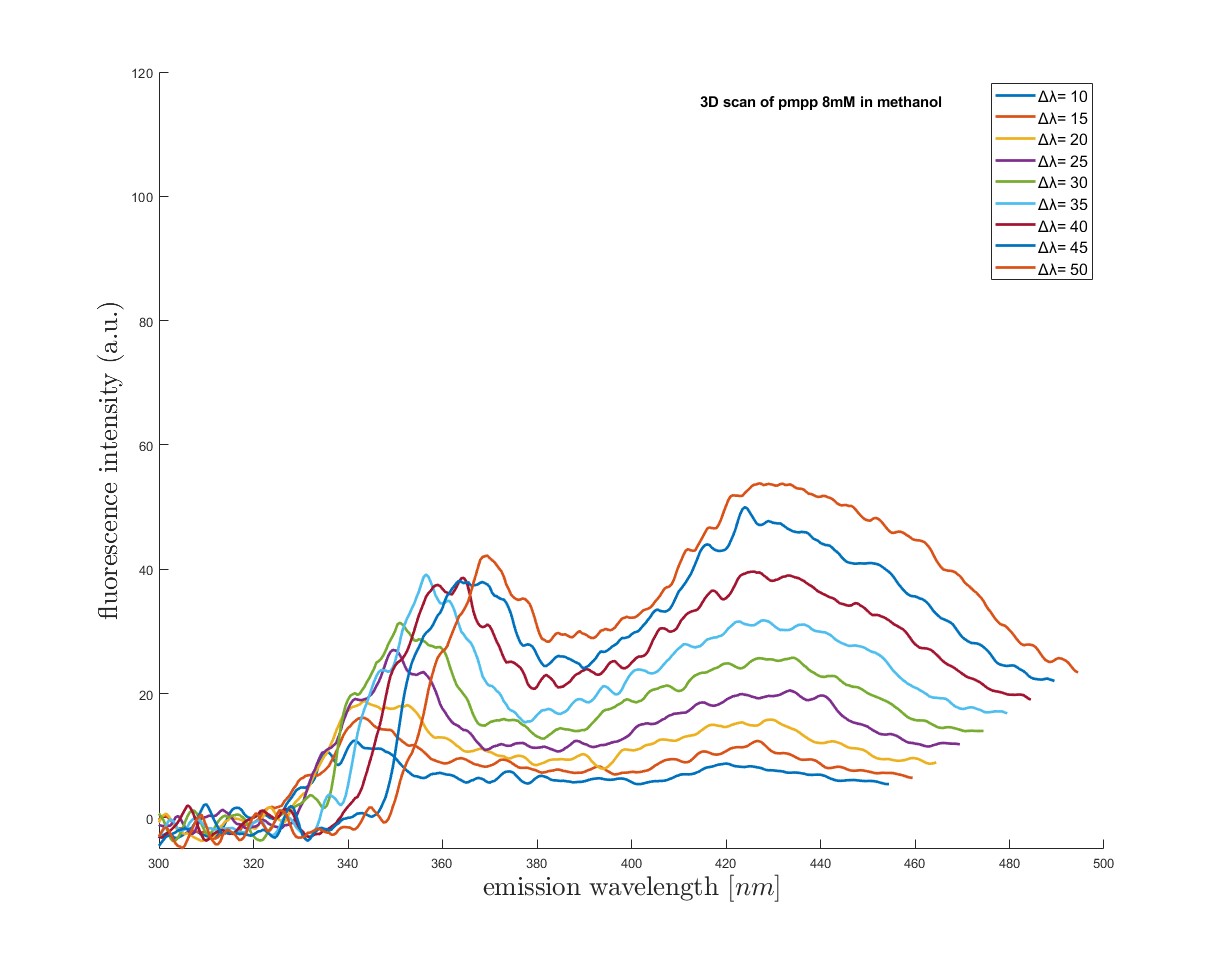 3D scan of pmpp 8mM in methanol
Δλ= 10
Δλ= 15
Δλ= 20
Δλ= 25
Δλ= 30
Δλ= 35
Δλ= 40
Δλ= 45
Δλ= 50
fluorescence intensity (a.u.)
120
100
80
60
40
20
0
300 320 340 360 380 400 420 440 460 480 500
emission wavelength [nm]